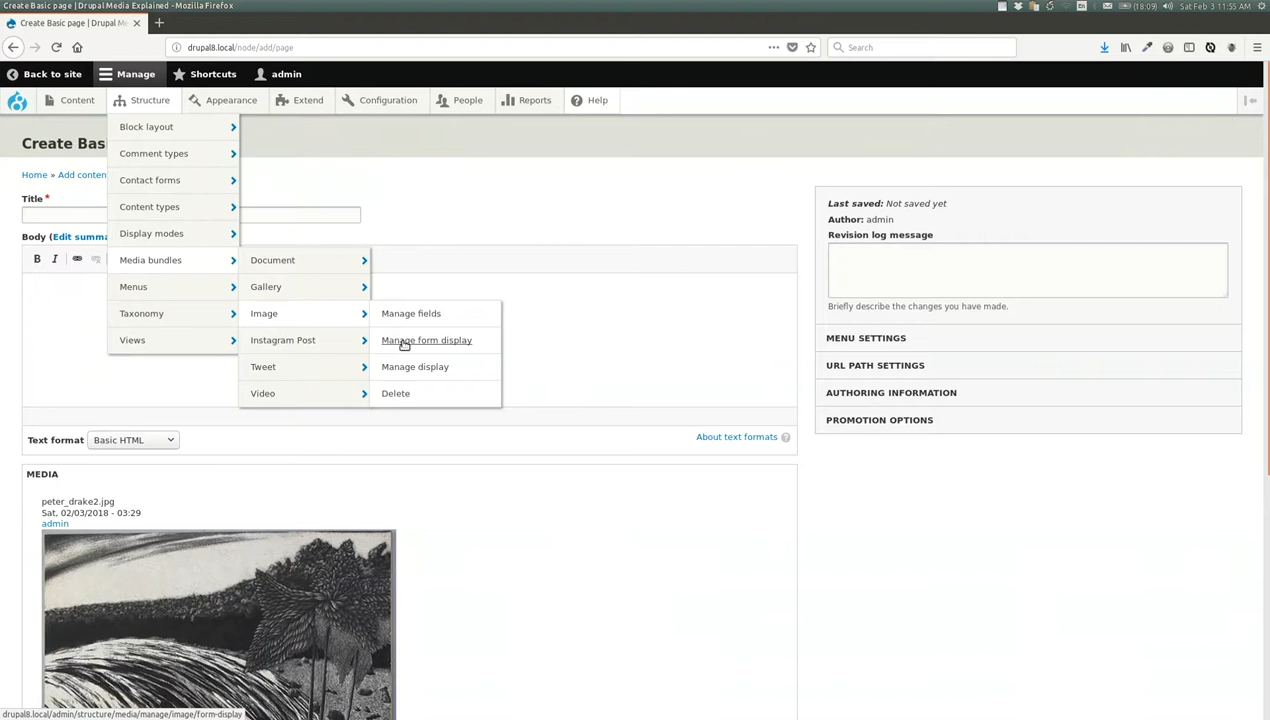 Create Basic page | Drupal Media Explained - Mozilla Firefox
(18:09) Sat Feb 3 11:55 AM
En
Create Basic page | Drupal Me
drupal8.local/node/add/page
Search
Back to site Manage Shortcuts admin
Content Structure Appearance Extend Configuration People Reports Help
Create Bas
Home » Add conten
Title *
Body (Edit summa
B I
Block layout
Comment types
Contact forms
Content types
Display modes
Media bundles
Menus
Taxonomy
Views
Document
Gallery
Image
Instagram Post
Tweet
Video
Manage fields
Manage form display
Manage display
Delete
Text format Basic HTML
About text formats ?
MEDIA
peter_drake2.jpg
Sat, 02/03/2018 - 03:29
admin
Last saved: Not saved yet
Author: admin
Revision log message
Briefly describe the changes you have made.
MENU SETTINGS
URL PATH SETTINGS
AUTHORING INFORMATION
PROMOTION OPTIONS
drupal8.local/admin/structure/media/manage/image/form-display